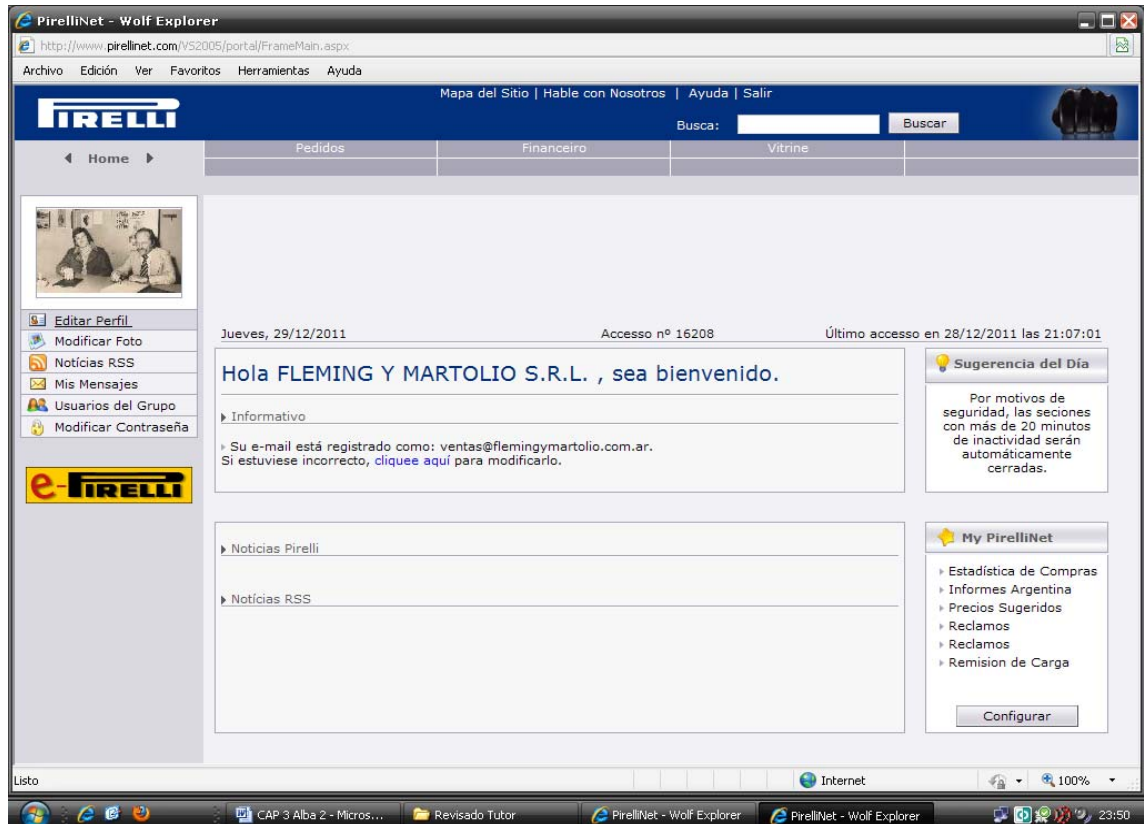 PirelliNet - Wolf Explorer
http://www.pirellinet.com/VS2005/portal/FrameMain.aspx
Archivo Edición Ver Favoritos Herramientas Ayuda
Mapa del Sitio | Hable con Nosotros | Ayuda | Salir
PIRELLI
Busca: Buscar
Home Pedidos Financeiro Vitrine
Editar Perfil
Modificar Foto
Notícias RSS
Mis Mensajes
Usuarios del Grupo
Modificar Contraseña
e-PIRELLI
Jueves, 29/12/2011 Accesso nº 16208 Último accesso en 28/12/2011 las 21:07:01
Hola FLEMING Y MARTOLIO S.R.L. , sea bienvenido.
Informativo
Su e-mail está registrado como: ventas@flemingymartolio.com.ar.
Si estuviese incorrecto, cliquee aquí para modificarlo.
Sugerencia del Día
Por motivos de
seguridad, las seciones
con más de 20 minutos
de inactividad serán
automáticamente
cerradas.
Noticias Pirelli
Notícias RSS
My PirelliNet
Estadística de Compras
Informes Argentina
Precios Sugeridos
Reclamos
Reclamos
Remision de Carga
Configurar
Listo Internet 100%
CAP 3 Alba 2 - Micros... Revisado Tutor PirelliNet - Wolf Explorer PirelliNet - Wolf Explorer 23:50